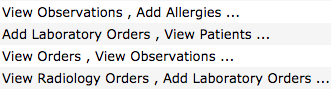 View Observations , Add Allergies ...
Add Laboratory Orders , View Patients ...
View Orders , View Observations ...
View Radiology Orders , Add Laboratory Orders ...